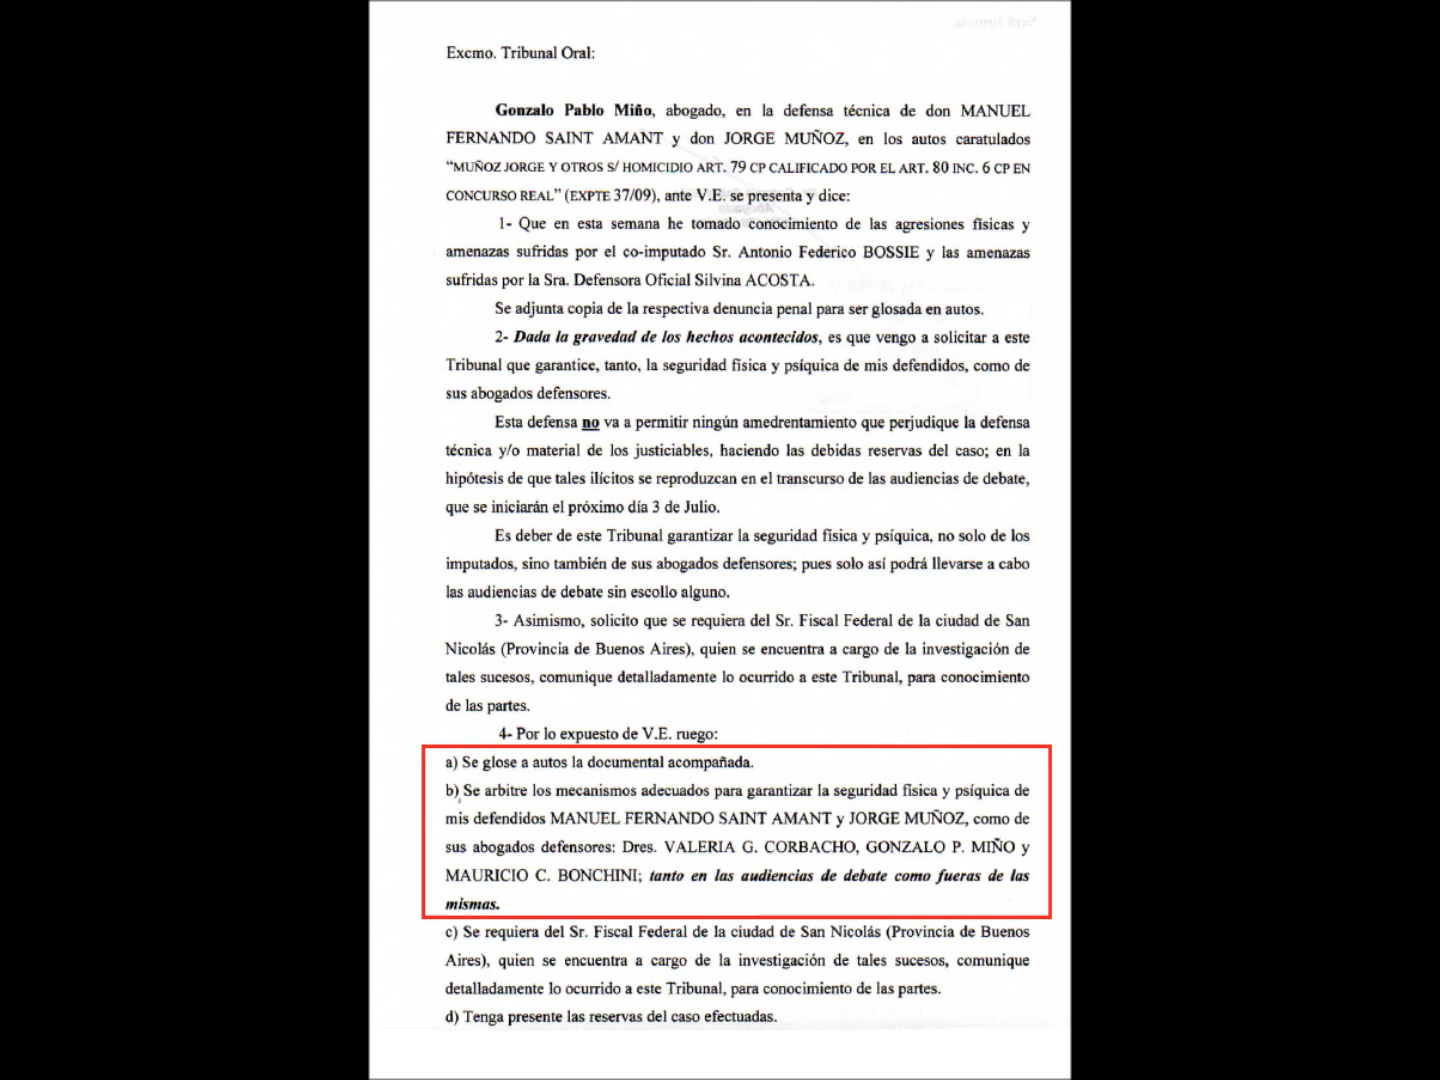 Excmo. Tribunal Oral:
Gonzalo Pablo Miño, abogado, en la defensa técnica de don MANUEL
FERNANDO SAINT AMANT y don JORGE MUÑOZ, en los autos caratulados
“MUÑOZ JORGE Y OTROS S/ HOMICIDIO ART. 79 CP CALIFICADO POR EL ART. 80 INC. 6 CP EN
CONCURSO REAL” (EXPTE 37/09), ante V.E. se presenta y dice:
1- Que en esta semana he tomado conocimiento de las agresiones físicas y
amenazas sufridas por el co-imputado Sr. Antonio Federico BOSSIE y las amenazas
sufridas por la Sra. Defensora Oficial Silvina ACOSTA.
Se adjunta copia de la respectiva denuncia penal para ser glosada en autos.
2- Dada la gravedad de los hechos acontecidos, es que vengo a solicitar a este
Tribunal que garantice, tanto, la seguridad física y psíquica de mis defendidos, como de
sus abogados defensores.
Esta defensa no va a permitir ningún amedrentamiento que perjudique la defensa
técnica y/o material de los justiciables, haciendo las debidas reservas del caso; en la
hipótesis de que tales ilícitos se reproduzcan en el transcurso de las audiencias de debate,
que se iniciarán el próximo día 3 de Julio.
Es deber de este Tribunal garantizar la seguridad física y psíquica, no solo de los
imputados, sino también de sus abogados defensores; pues solo así podrá llevarse a cabo
las audiencias de debate sin escollo alguno.
3- Asimismo, solicito que se requiera del Sr. Fiscal Federal de la ciudad de San
Nicolás (Provincia de Buenos Aires), quien se encuentra a cargo de la investigación de
tales sucesos, comunique detalladamente lo ocurrido a este Tribunal, para conocimiento
de las partes.
4- Por lo expuesto de V.E. ruego:
a) Se glose a autos la documental acompañada.
b) Se arbitre los mecanismos adecuados para garantizar la seguridad física y psíquica de
mis defendidos MANUEL FERNANDO SAINT AMANT y JORGE MUÑOZ, como de
sus abogados defensores: Dres. VALERIA G. CORBACHO, GONZALO P. MIÑO y
MAURICIO C. BONCHINI; tanto en las audiencias de debate como fueras de las
mismas.
c) Se requiera del Sr. Fiscal Federal de la ciudad de San Nicolás (Provincia de Buenos
Aires), quien se encuentra a cargo de la investigación de tales sucesos, comunique
detalladamente lo ocurrido a este Tribunal, para conocimiento de las partes.
d) Tenga presente las reservas del caso efectuadas.